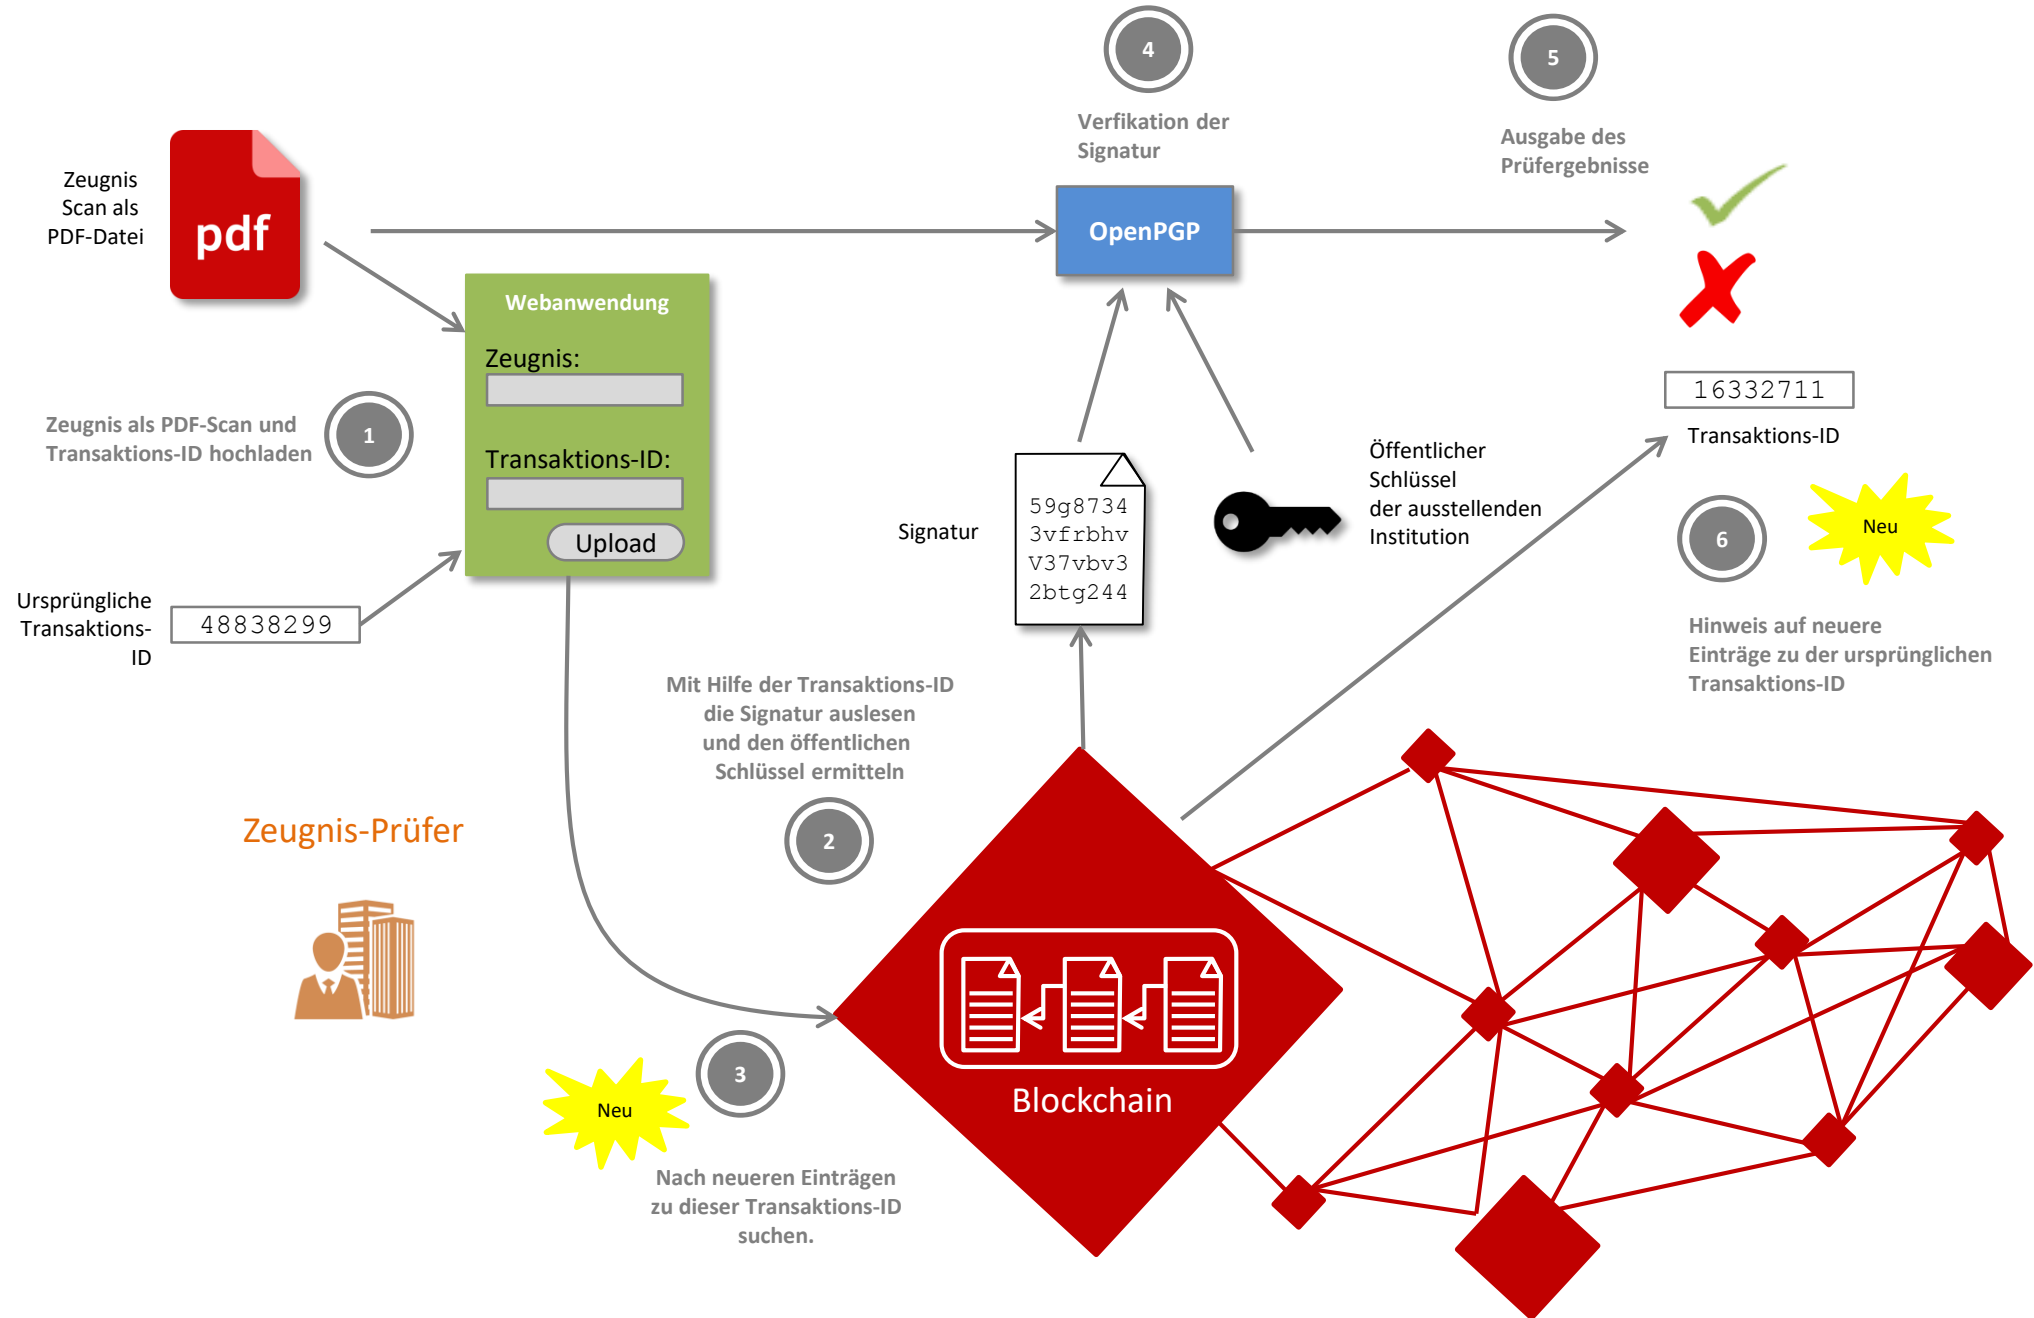 4
5
Verfikation der
Signatur
Ausgabe des
Prüfergebnisse
Zeugnis
Scan als
PDF-Datei
pdf
OpenPGP
Webanwendung
Zeugnis:
Transaktions-ID:
Upload
Zeugnis als PDF-Scan und
Transaktions-ID hochladen
1
Ursprüngliche
Transaktions-
ID
48838299
Signatur
59g8734
3vfrbhv
V37vbv3
2btg244
Öffentlicher
Schlüssel
der ausstellenden
Institution
16332711
Transaktions-ID
6
Neu
Hinweis auf neuere
Einträge zu der ursprünglichen
Transaktions-ID
Mit Hilfe der Transaktions-ID
die Signatur auslesen
und den öffentlichen
Schlüssel ermitteln
2
Zeugnis-Prüfer
3
Neu
Nach neueren Einträgen
zu dieser Transaktions-ID
suchen.
Blockchain